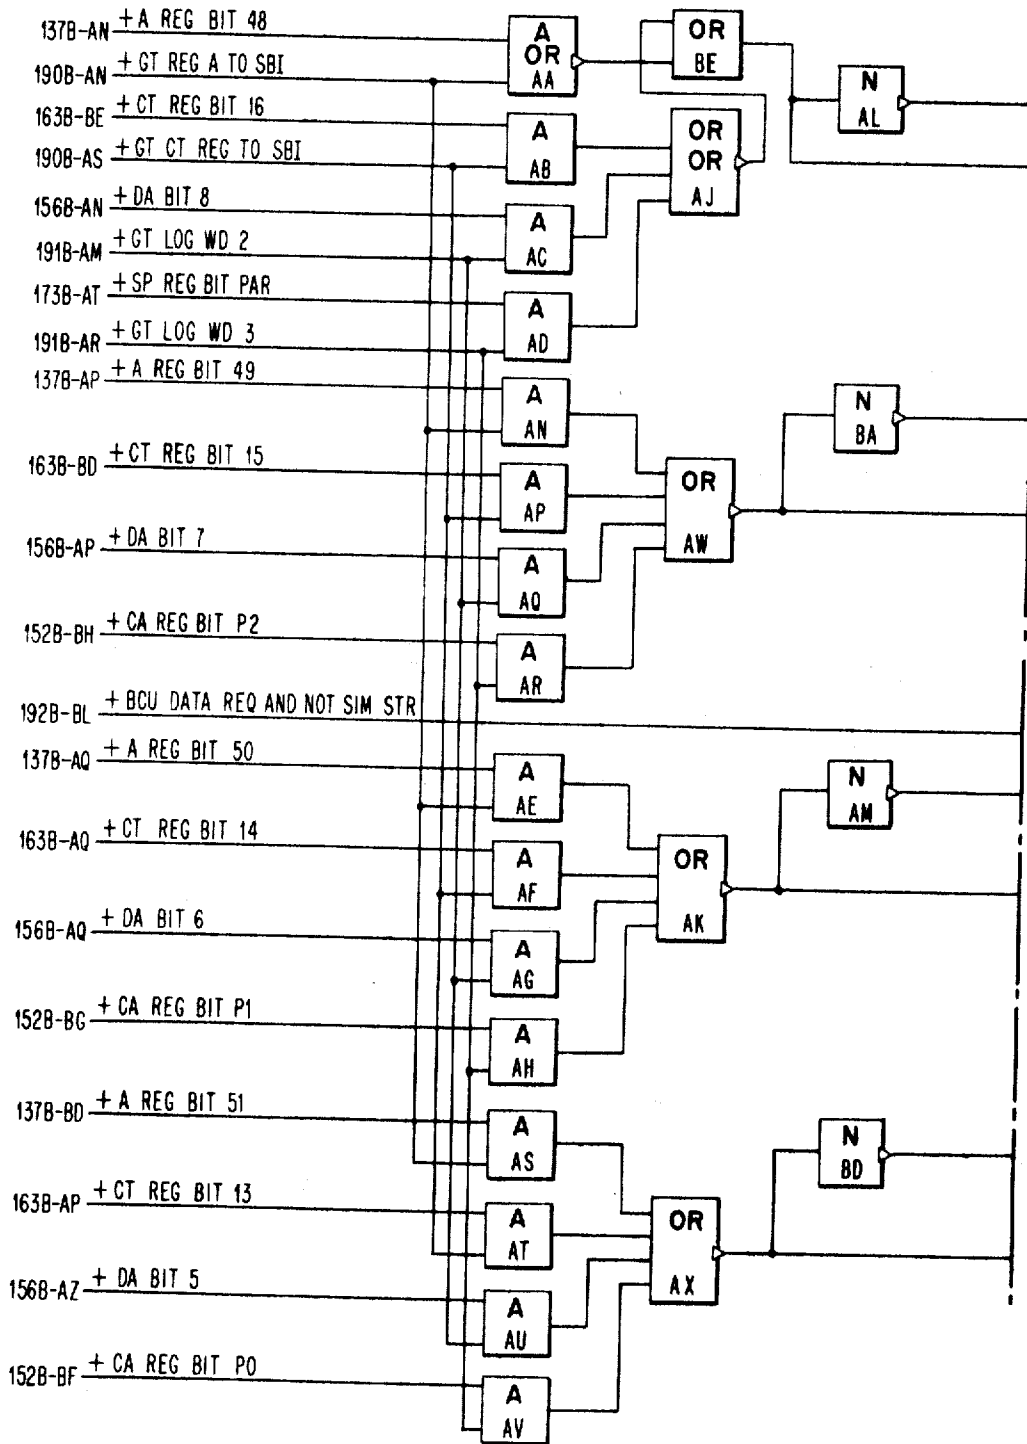 137B-AN + A REG BIT 48
190B-AN + GT REG A TO SBI
163B-BE + CT REG BIT 16
190B-AS + GT CT REG TO SBI
156B-AN + DA BIT 8
191B-AM + GT LOG WD 2
173B-AT + SP REG BIT PAR
191B-AR + GT LOG WD 3
137B-AP + A REG BIT 49
163B-BD + CT REG BIT 15
156B-AP + DA BIT 7
152B-BH + CA REG BIT P2
192B-BL + BCU DATA REQ AND NOT SIM STR
137B-AQ + A REG BIT 50
163B-AQ + CT REG BIT 14
156B-AQ + DA BIT 6
152B-BG + CA REG BIT P1
137B-BD + A REG BIT 51
163B-AP + CT REG BIT 13
156B-AZ + DA BIT 5
152B-BF + CA REG BIT P0
A
OR
AA
A
AB
A
AC
A
AD
A
AN
A
AP
A
AQ
A
AR
A
AE
A
AF
A
AG
A
AH
A
AS
A
AT
A
AU
A
AV
OR
BE
OR
OR
AJ
OR
AW
OR
AK
OR
AX
N
AL
N
BA
N
AM
N
BD